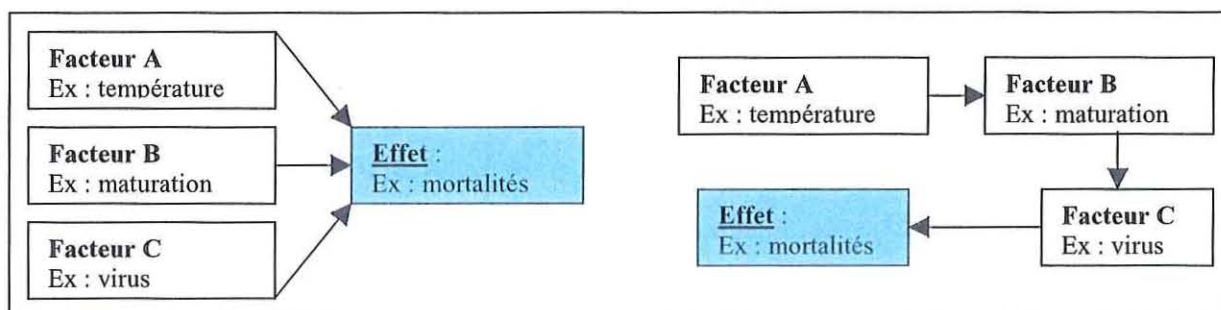 Facteur A
Ex : température
Facteur B
Ex : maturation
Facteur C
Ex : virus
Effet :
Ex : mortalités
Facteur A
Ex : température
Facteur B
Ex : maturation
Facteur C
Ex : virus
Effet :
Ex : mortalités